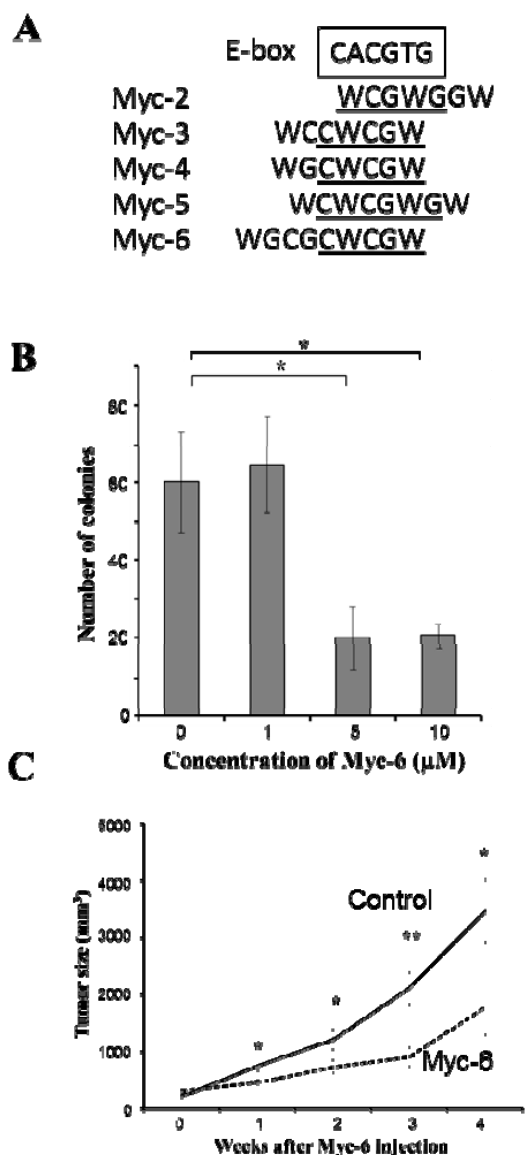 A
E-box CACGTG
Myc-2 WCGWGGW
Myc-3 WCCWCGW
Myc-4 WGCWCGW
Myc-5 WCWCGWGW
Myc-6 WGCGCWCGW
B
*
*
80
60
40
20
0
Number of colonies
0 1 5 10
Concentration of Myc-6 (µM)
C
5000
4000
3000
2000
1000
0
Tumor size (mm³)
*
Control
**
*
*
Myc-6
0 1 2 3 4
Weeks after Myc-6 injection